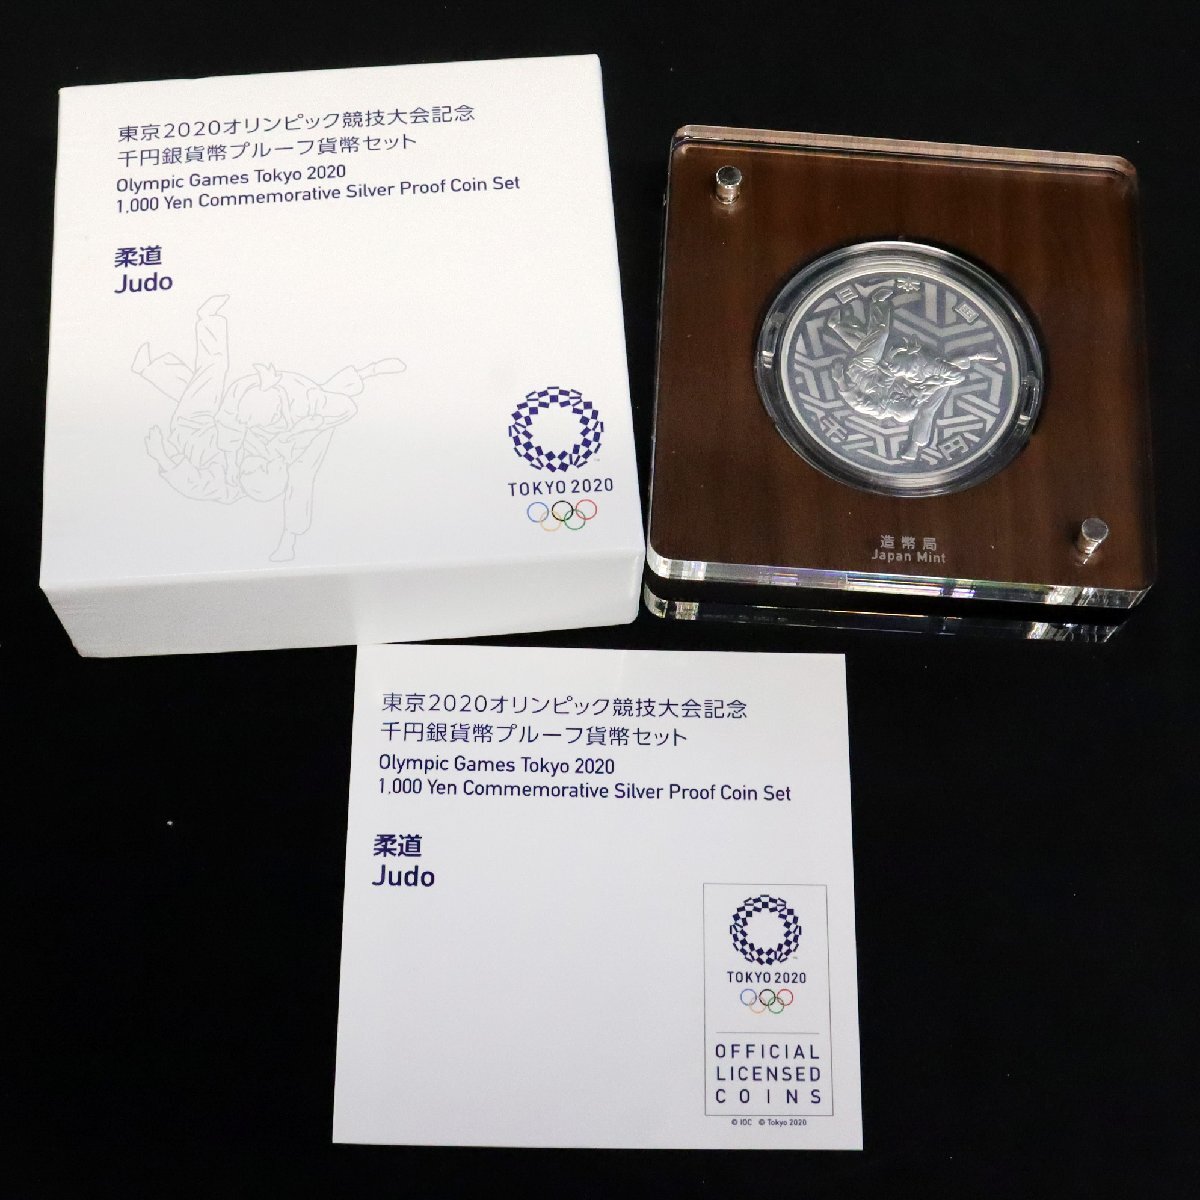 東京2020オリンピック競技大会記念
千円銀貨幣プルーフ貨幣セット
Olympic Games Tokyo 2020
1,000 Yen Commemorative Silver Proof Coin Set
柔道
Judo
TOKYO 2020
日本国
千円
造幣局
Japan Mint
東京2020オリンピック競技大会記念
千円銀貨幣プルーフ貨幣セット
Olympic Games Tokyo 2020
1,000 Yen Commemorative Silver Proof Coin Set
柔道
Judo
TOKYO 2020
OFFICIAL
LICENSED
COINS
© IOC © Tokyo 2020